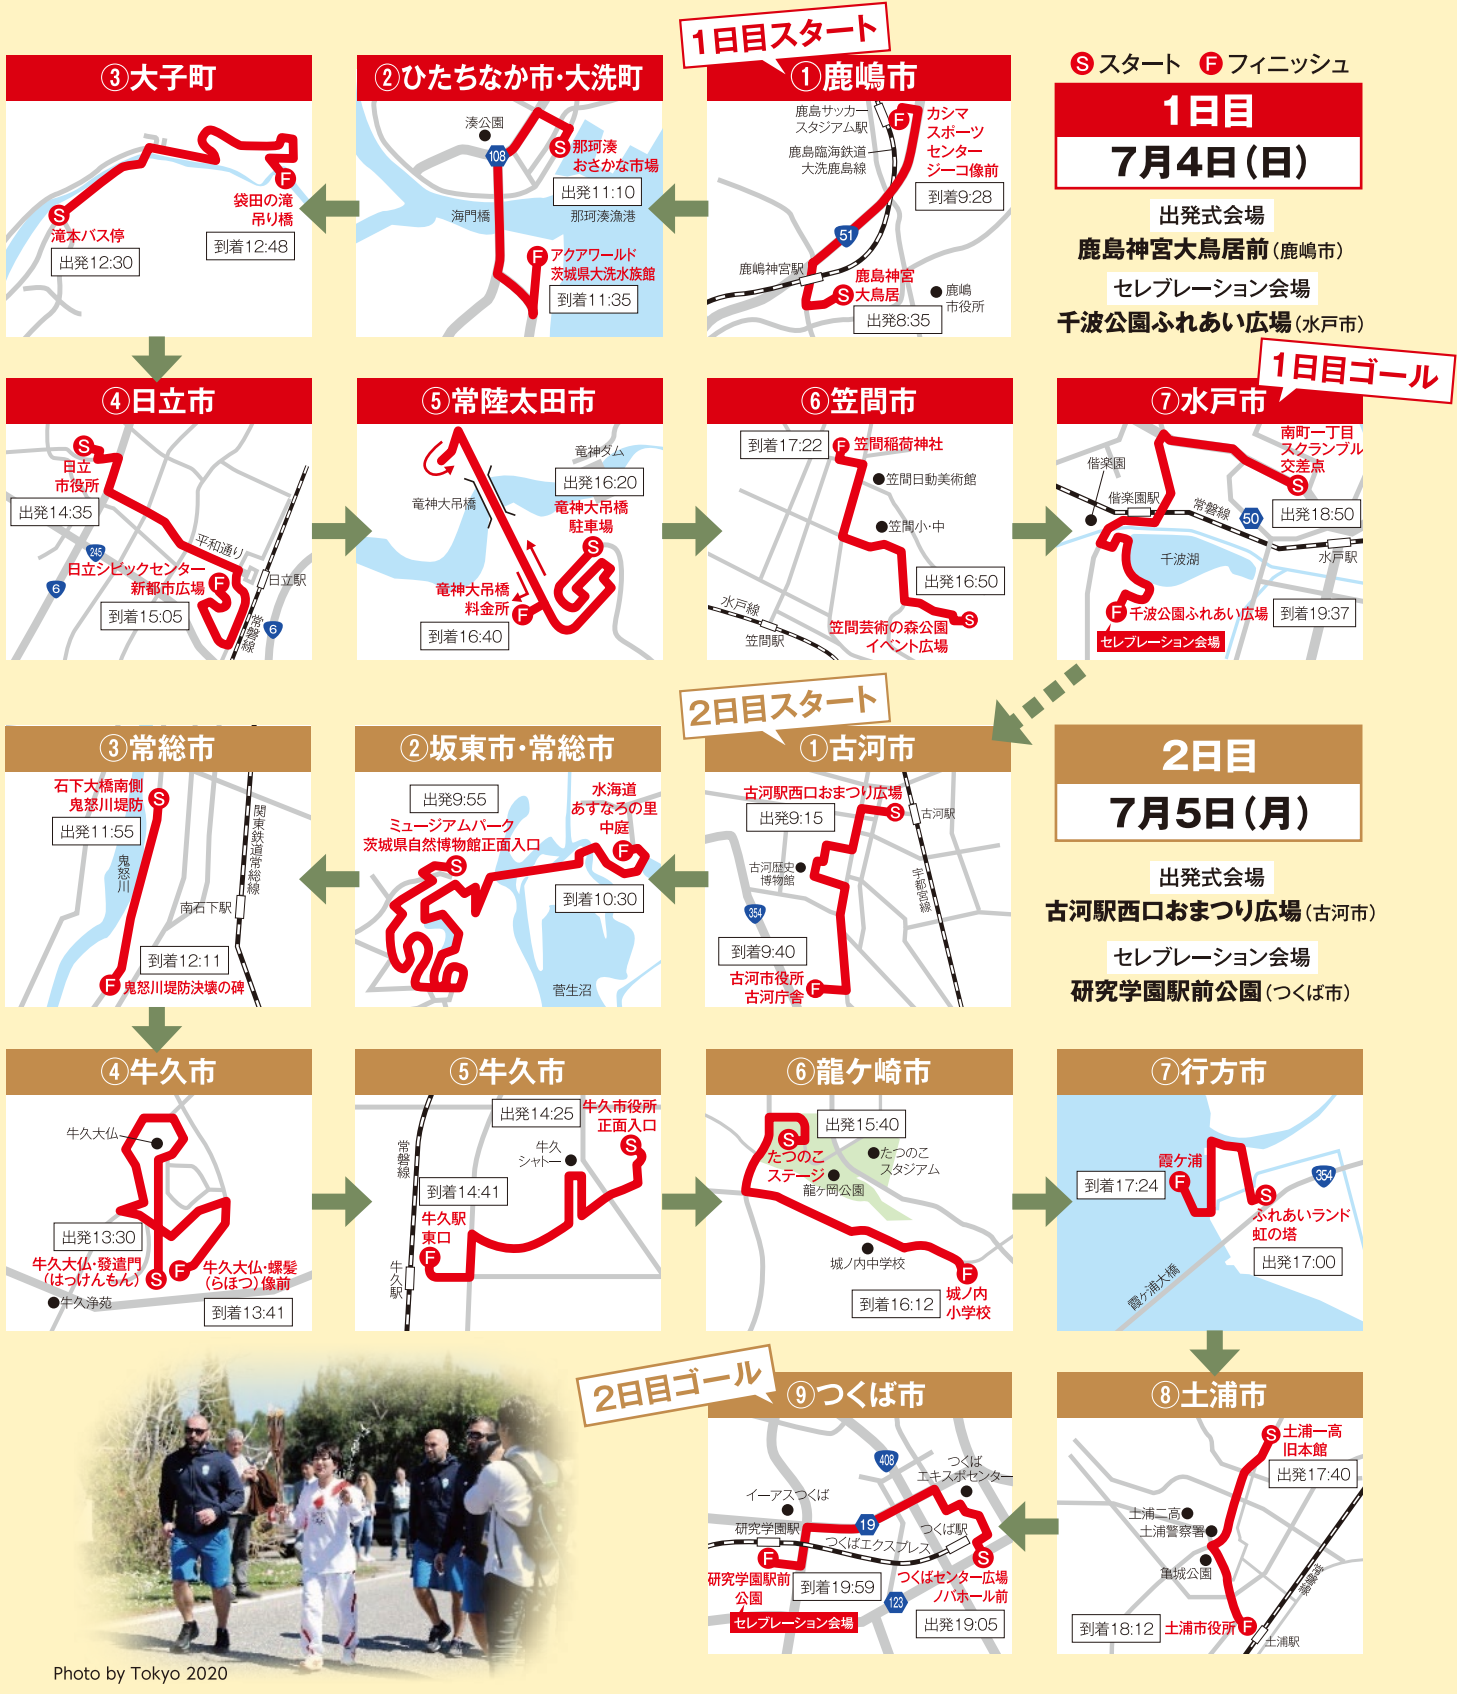 Ⓢスタート Ⓕフィニッシュ
1日目
7月4日(日)
出発式会場
鹿島神宮大鳥居前(鹿嶋市)
セレブレーション会場
千波公園ふれあい広場(水戸市)
1日目スタート
①鹿嶋市
鹿島サッカー
スタジアム駅
鹿島臨海鉄道
大洗鹿島線
F
カシマ
スポーツ
センター
ジーコ像前
到着9:28
51
鹿嶋神宮駅
鹿島神宮
大鳥居
S
出発8:35
鹿嶋
市役所
②ひたちなか市・大洗町
湊公園
108
S
那珂湊
おさかな市場
出発11:10
海門橋
那珂湊漁港
F
アクアワールド
茨城県大洗水族館
到着11:35
③大子町
F
袋田の滝
吊り橋
到着12:48
S
滝本バス停
出発12:30
④日立市
S
日立
市役所
出発14:35
平和通り
245
6
日立シビックセンター
新都市広場
F
到着15:05
日立駅
常磐線
6
⑤常陸太田市
竜神ダム
出発16:20
竜神大吊橋
竜神大吊橋
駐車場
S
竜神大吊橋
料金所
F
到着16:40
⑥笠間市
到着17:22
F
笠間稲荷神社
笠間日動美術館
笠間小・中
出発16:50
水戸線
笠間駅
笠間芸術の森公園
イベント広場
S
1日目ゴール
⑦水戸市
南町一丁目
スクランブル
交差点
S
出発18:50
偕楽園
偕楽園駅
常磐線
50
水戸駅
千波湖
F
千波公園ふれあい広場
到着19:37
セレブレーション会場
2日目
7月5日(月)
出発式会場
古河駅西口おまつり広場(古河市)
セレブレーション会場
研究学園駅前公園(つくば市)
2日目スタート
①古河市
古河駅西口おまつり広場
S
出発9:15
古河駅
古河歴史
博物館
宇都宮線
354
到着9:40
古河市役所
古河庁舎
F
②坂東市・常総市
出発9:55
ミュージアムパーク
茨城県自然博物館正面入口
S
水海道
あすなろの里
中庭
F
到着10:30
菅生沼
③常総市
石下大橋南側
鬼怒川堤防
S
出発11:55
鬼怒川
関東鉄道常総線
南石下駅
到着12:11
F
鬼怒川堤防決壊の碑
④牛久市
牛久大仏
出発13:30
牛久大仏・發遣門
(はっけんもん)
S
F
牛久大仏・螺髪
(らほつ)像前
到着13:41
牛久浄苑
⑤牛久市
出発14:25
牛久市役所
正面入口
S
常磐線
牛久
シャトー
到着14:41
牛久駅
東口
F
牛久駅
⑥龍ケ崎市
出発15:40
S
たつのこ
ステージ
たつのこ
スタジアム
龍ヶ岡公園
城ノ内中学校
F
城ノ内
小学校
到着16:12
⑦行方市
霞ケ浦
F
到着17:24
354
S
ふれあいランド
虹の塔
出発17:00
霞ヶ浦大橋
⑧土浦市
S
土浦一高
旧本館
出発17:40
土浦二高
土浦警察署
亀城公園
常磐線
到着18:12
土浦市役所
F
土浦駅
2日目ゴール
⑨つくば市
408
つくば
エキスポセンター
イーアスつくば
研究学園駅
19
つくば駅
つくばエクスプレス
F
研究学園駅前
公園
到着19:59
セレブレーション会場
S
つくばセンター広場
ノバホール前
123
出発19:05
Photo by Tokyo 2020